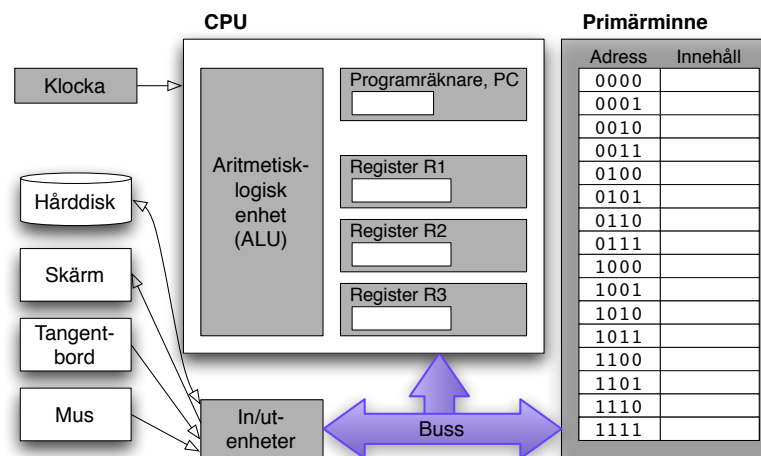 CPU
Primärminne
Klocka
Hårddisk
Skärm
Tangent-
bord
Mus
Aritmetisk-
logisk
enhet
(ALU)
Programräknare, PC
Register R1
Register R2
Register R3
In/ut-
enheter
Buss
Adress Innehåll
0000
0001
0010
0011
0100
0101
0110
0111
1000
1001
1010
1011
1100
1101
1110
1111